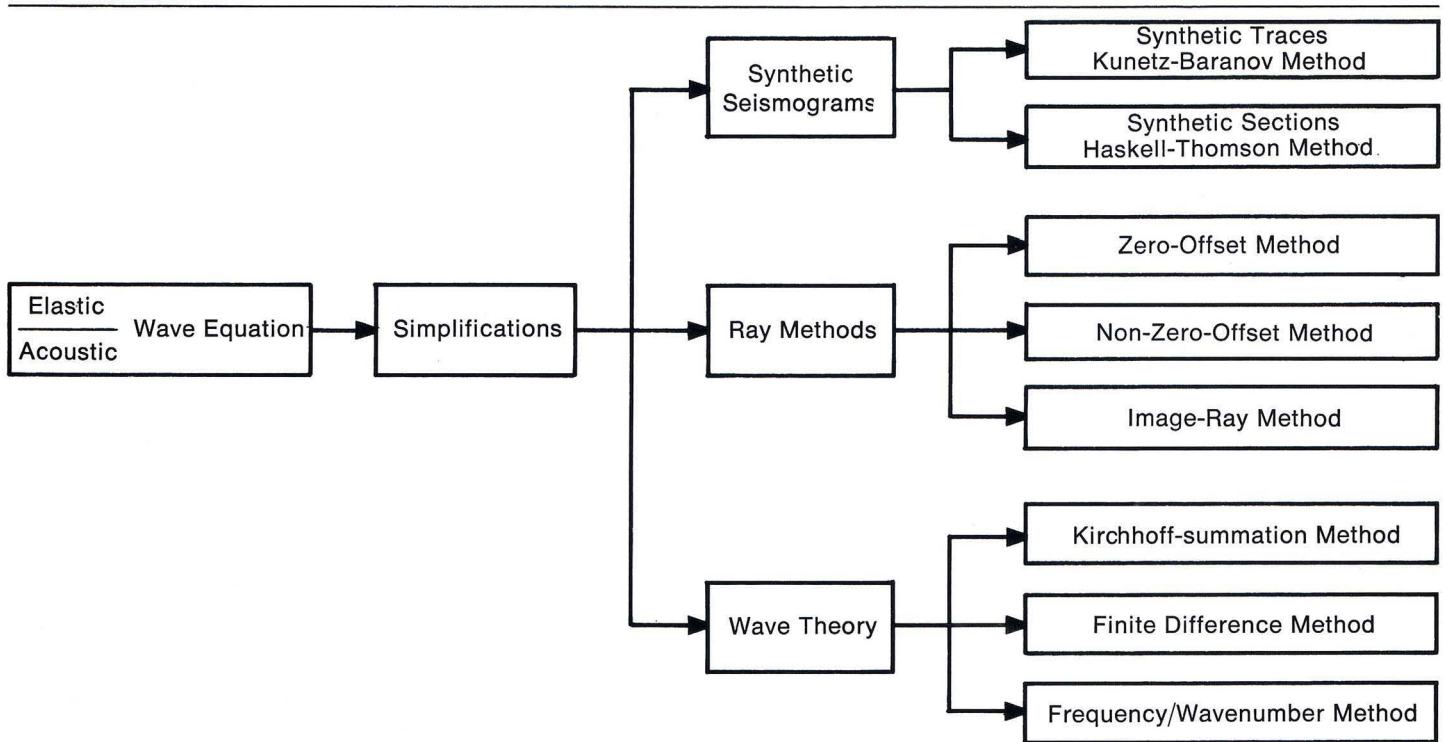 Elastic
Acoustic
Wave Equation
Simplifications
Synthetic
Seismograms
Synthetic Traces
Kunetz-Baranov Method
Synthetic Sections
Haskell-Thomson Method
Ray Methods
Zero-Offset Method
Non-Zero-Offset Method
Image-Ray Method
Wave Theory
Kirchhoff-summation Method
Finite Difference Method
Frequency/Wavenumber Method